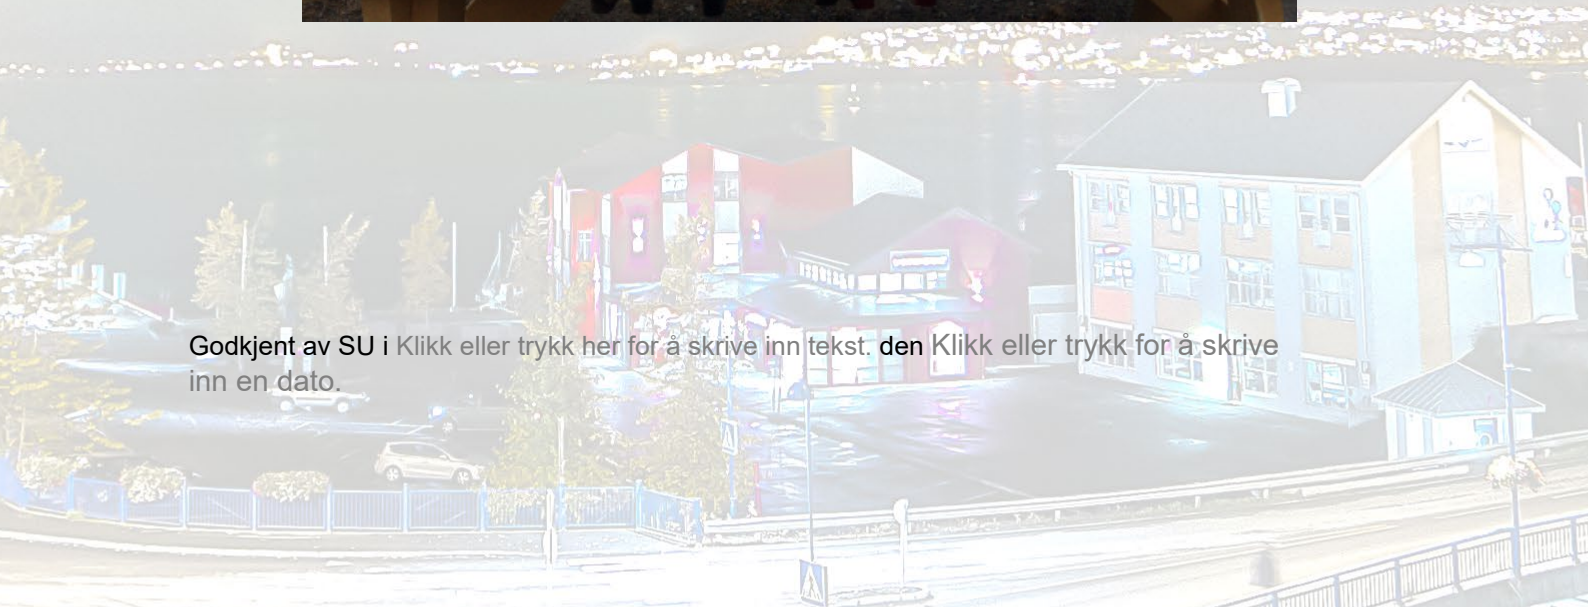 Godkjent av SU i Klikk eller trykk her for å skrive inn tekst. den Klikk eller trykk for å skrive
inn en dato.